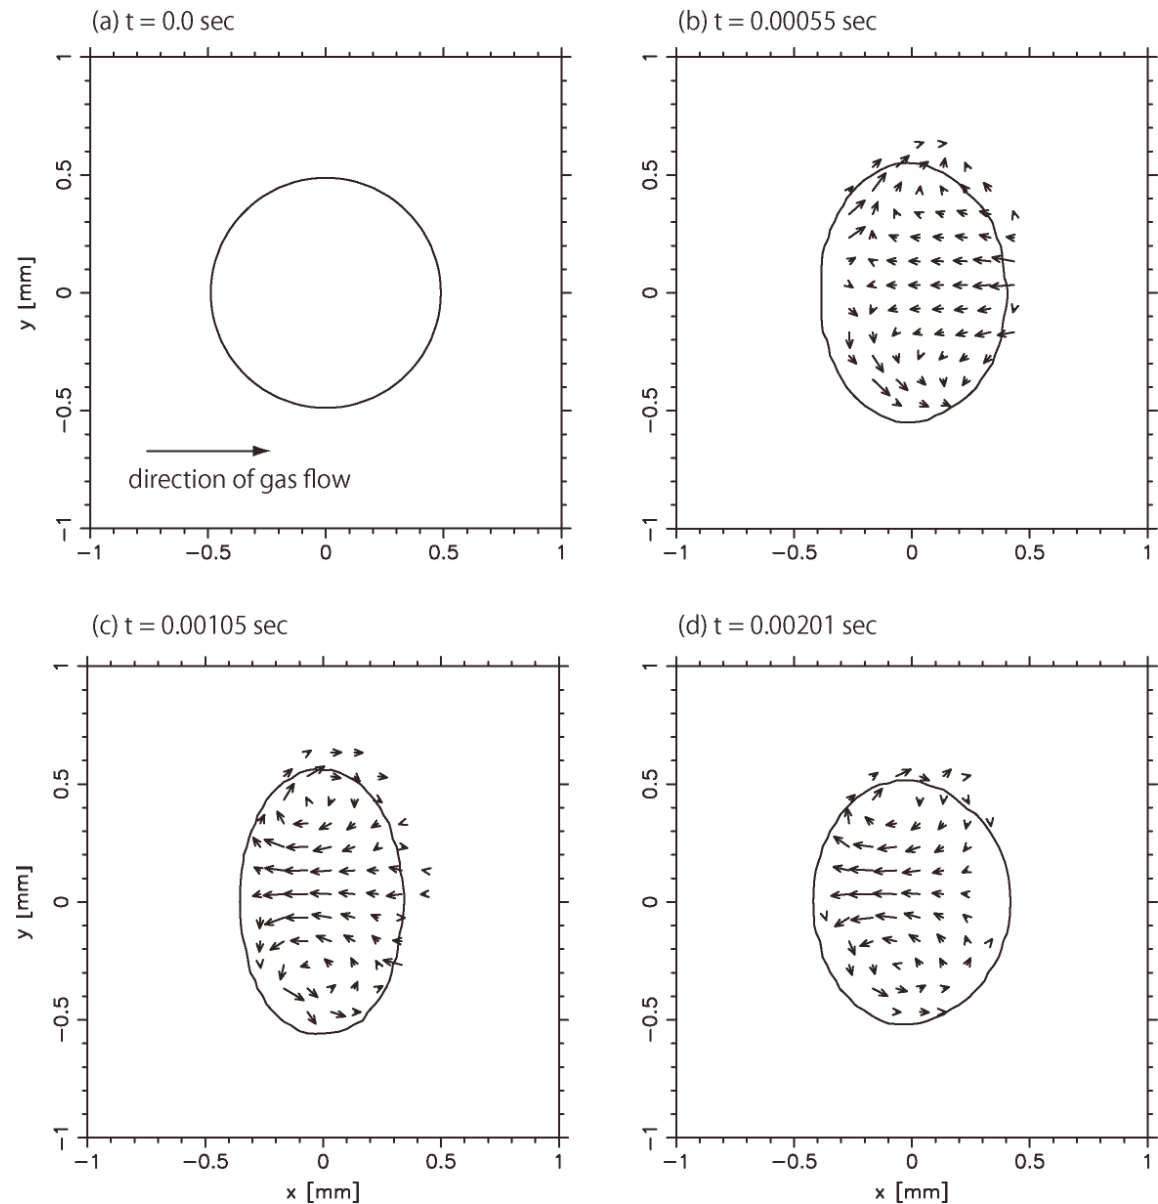 (a) t = 0.0 sec
1
0.5
0
−0.5
−1
y [mm]
direction of gas flow
−1 −0.5 0 0.5 1
(b) t = 0.00055 sec
1
0.5
0
−0.5
−1
−1 −0.5 0 0.5 1
(c) t = 0.00105 sec
1
0.5
0
−0.5
−1
y [mm]
−1 −0.5 0 0.5 1
x [mm]
(d) t = 0.00201 sec
1
0.5
0
−0.5
−1
−1 −0.5 0 0.5 1
x [mm]